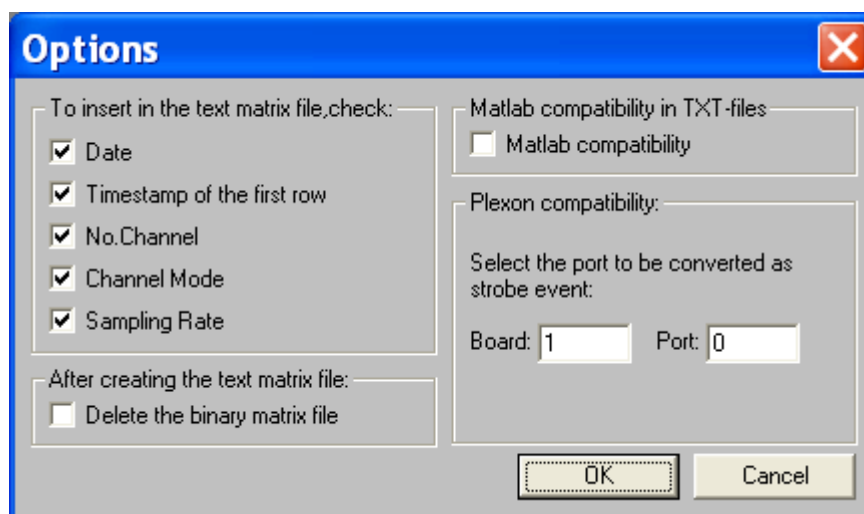 Options
To insert in the text matrix file,check:
Date
Timestamp of the first row
No.Channel
Channel Mode
Sampling Rate
After creating the text matrix file:
Delete the binary matrix file
Matlab compatibility in TXT-files
Matlab compatibility
Plexon compatibility:
Select the port to be converted as
strobe event:
Board: 1 Port: 0
OK Cancel